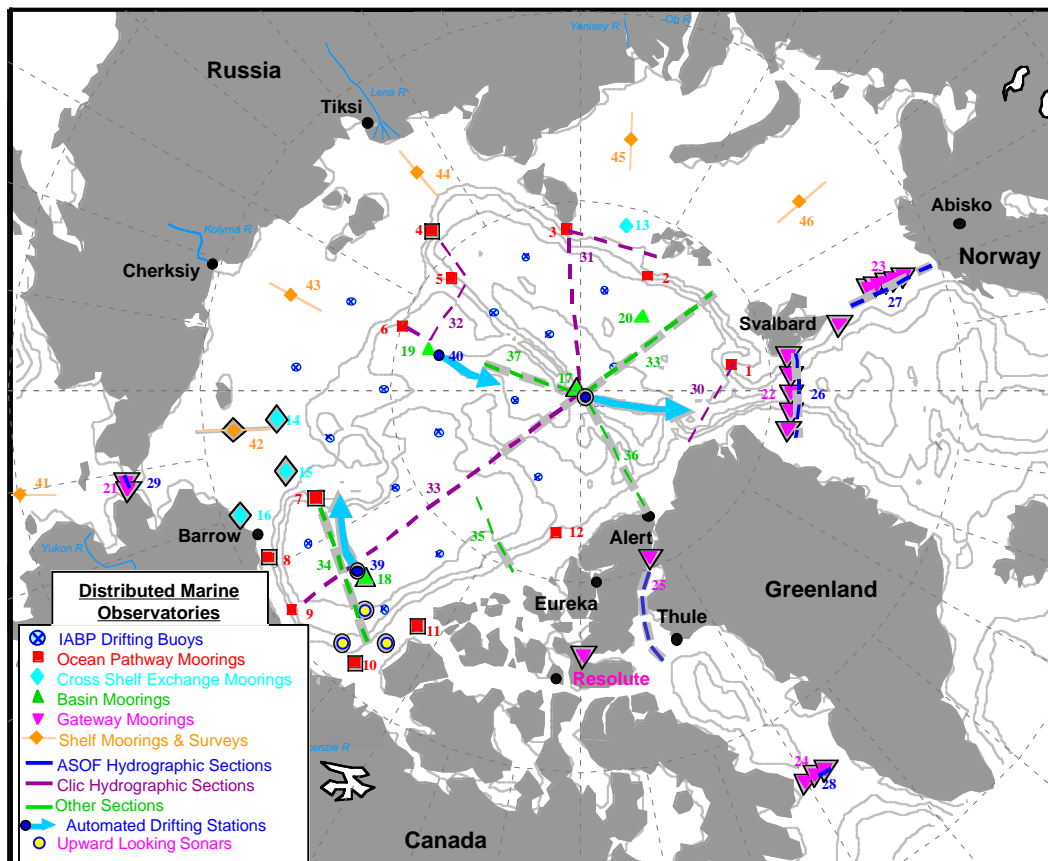 Yenisey R
Ob R
Russia
Lena R
Tiksi
45
44
46
Abisko
13
Kolyma R
4
3
Norway
31
23
Cherksiy
5
2
27
43
20
Svalbard
32
6
19
40
33
37
1
17
30
22
26
14
42
33
36
15
41
21
29
7
16
35
12
Barrow
Alert
Yukon R
8
34
39
18
25
Greenland
Eureka
Thule
9
11
10
Resolute
enzie R
24
28
Canada
Distributed Marine
Observatories
IABP Drifting Buoys
Ocean Pathway Moorings
Cross Shelf Exchange Moorings
Basin Moorings
Gateway Moorings
Shelf Moorings & Surveys
ASOF Hydrographic Sections
Clic Hydrographic Sections
Other Sections
Automated Drifting Stations
Upward Looking Sonars